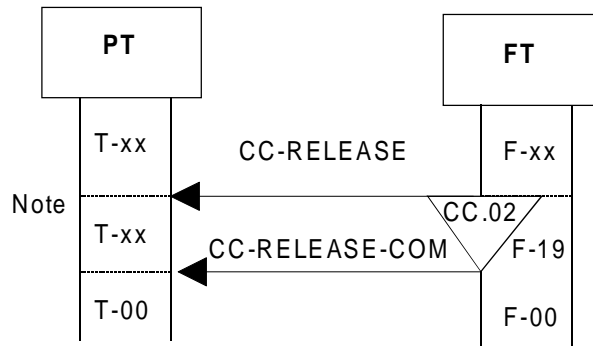 PT
FT
T-xx
CC-RELEASE
F-xx
Note
CC.02
T-xx
CC-RELEASE-COM
F-19
T-00
F-00